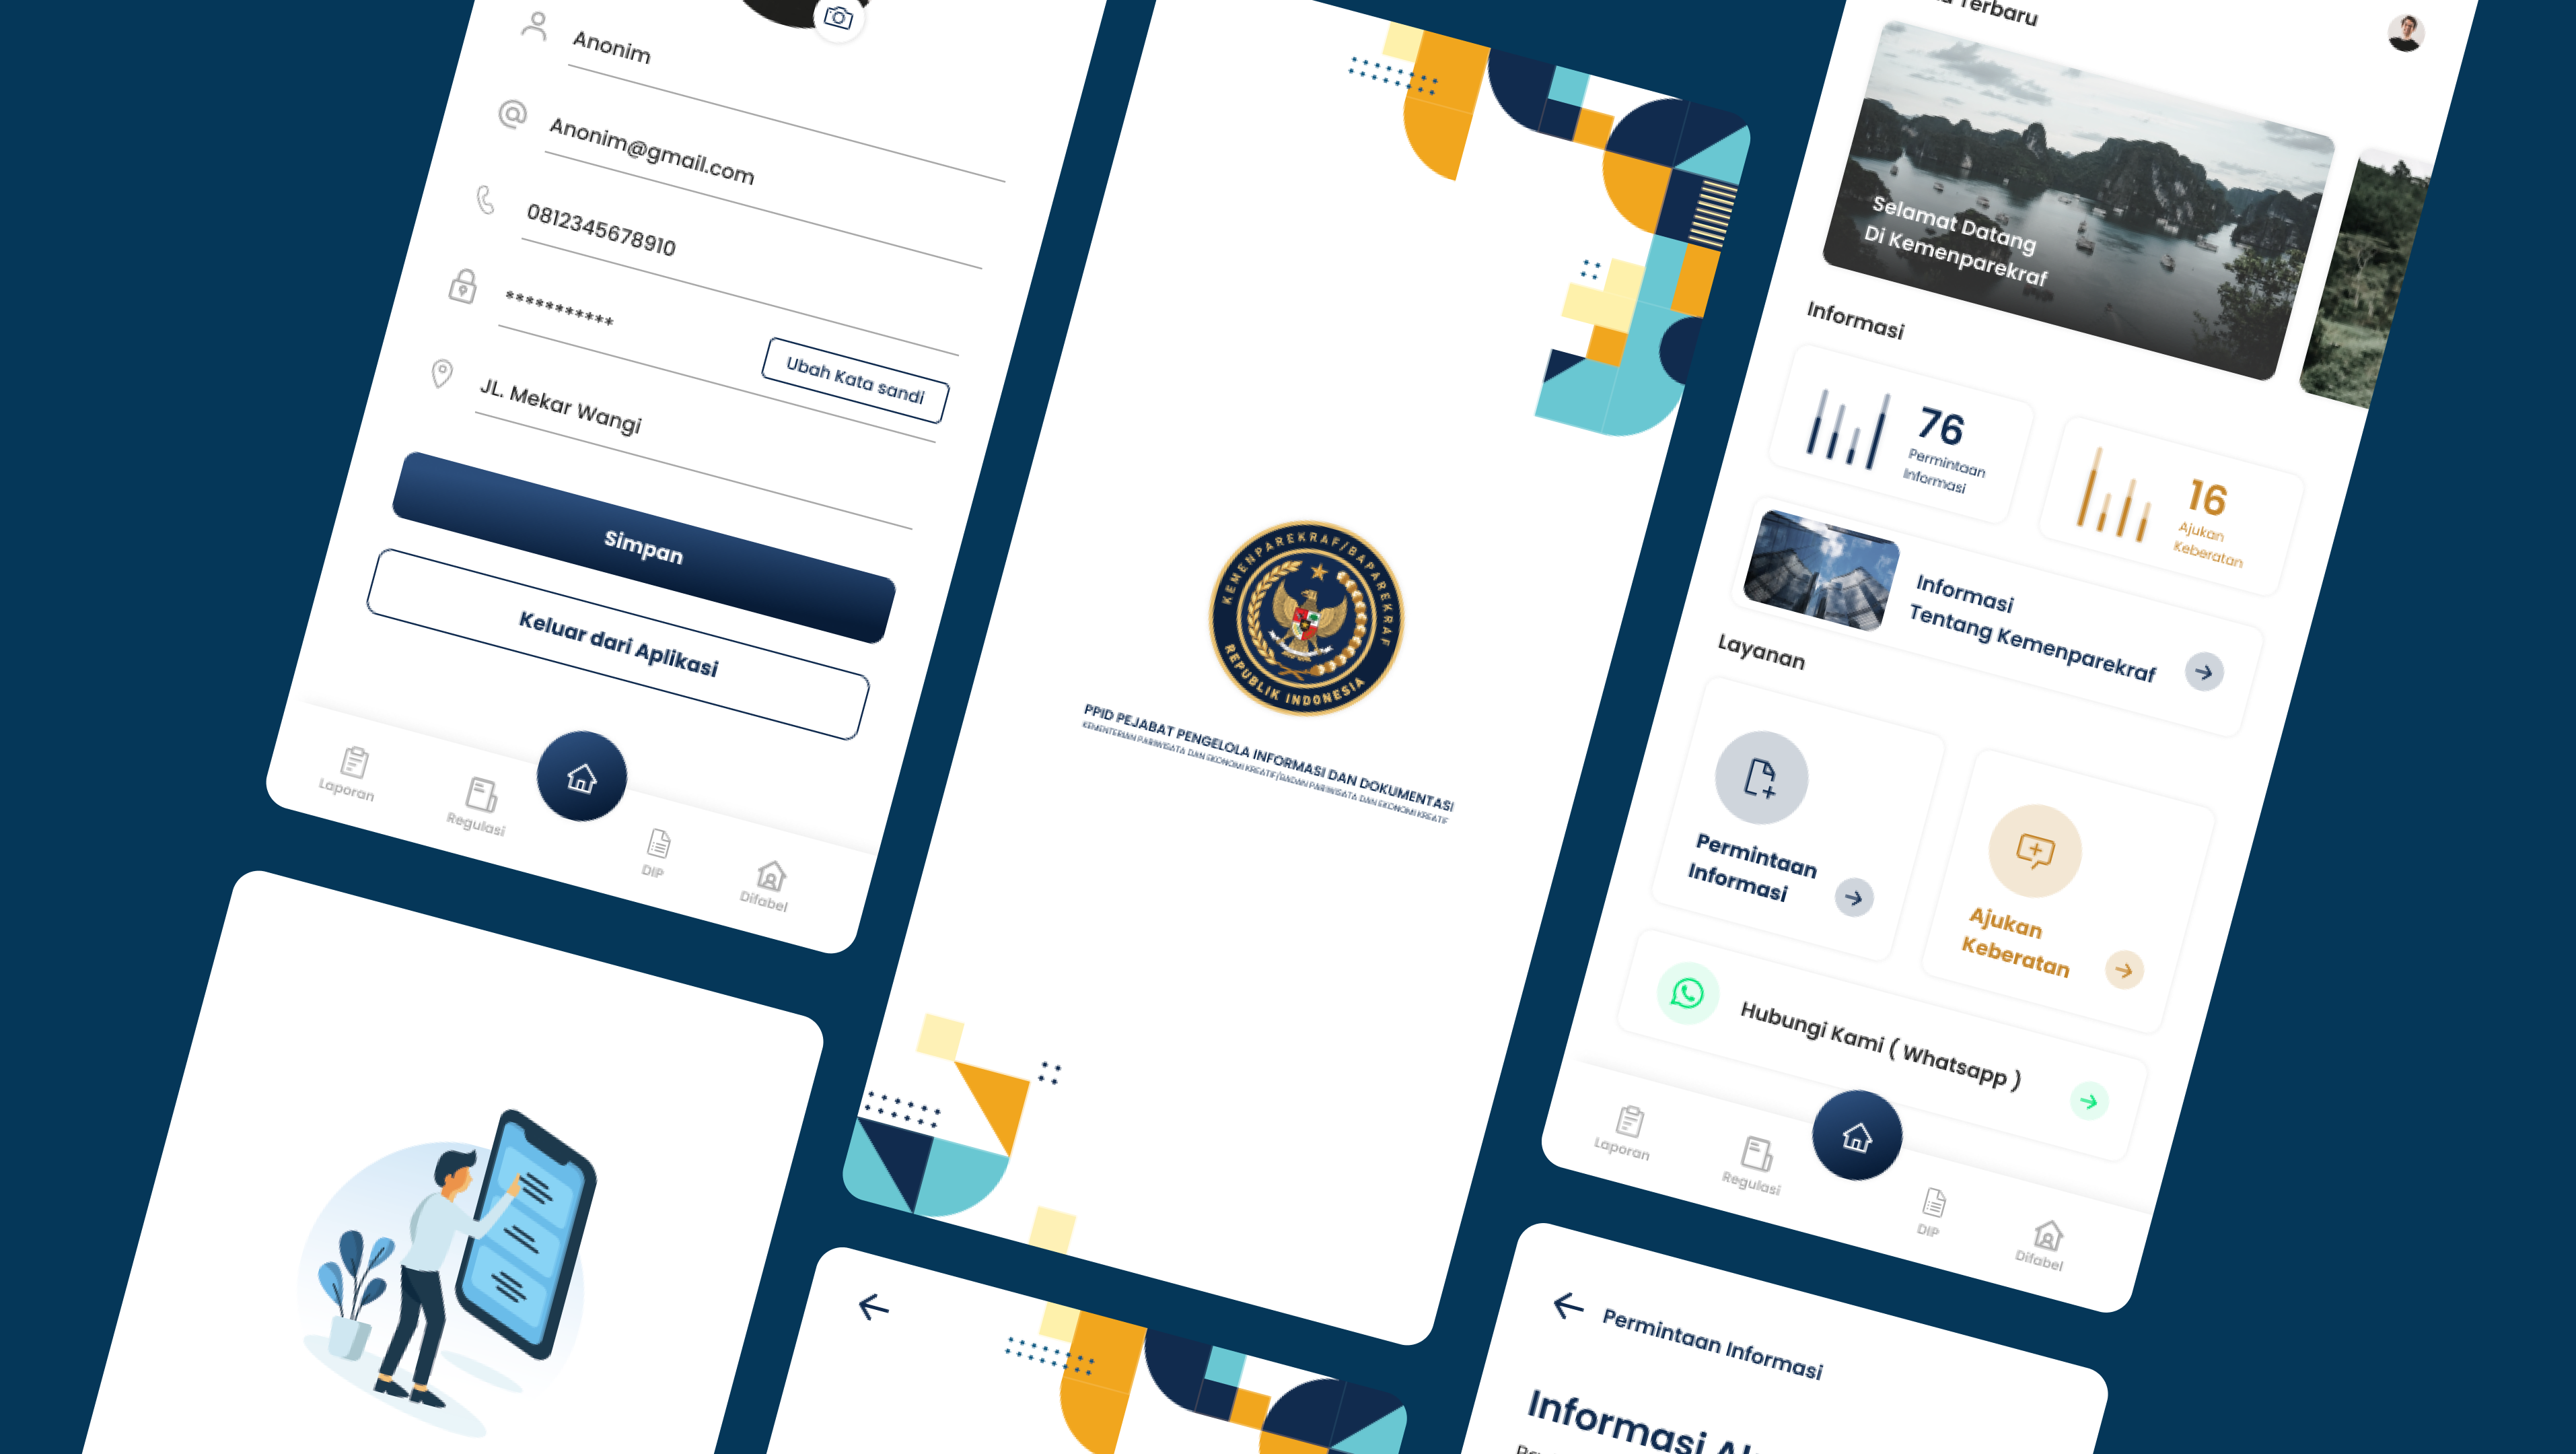 Anonim
Anonim@gmail.com
0812345678910
***********
Ubah Kata sandi
JL. Mekar Wangi
Simpan
Keluar dari Aplikasi
Laporan
Regulasi
DIP
Difabel
KEMENPAREKRAF/BAPAREKRAF
REPUBLIK INDONESIA
PPID PEJABAT PENGELOLA INFORMASI DAN DOKUMENTASI
KEMENTERIAN PARIWISATA DAN EKONOMI KREATIF/BADAN PARIWISATA DAN EKONOMI KREATIF
Terbaru
Selamat Datang
Di Kemenparekraf
Informasi
76
Permintaan
Informasi
16
Ajukan
Keberatan
Informasi
Tentang Kemenparekraf
Layanan
Permintaan
Informasi
Ajukan
Keberatan
Hubungi Kami ( Whatsapp )
Laporan
Regulasi
DIP
Difabel
Permintaan Informasi
Informasi